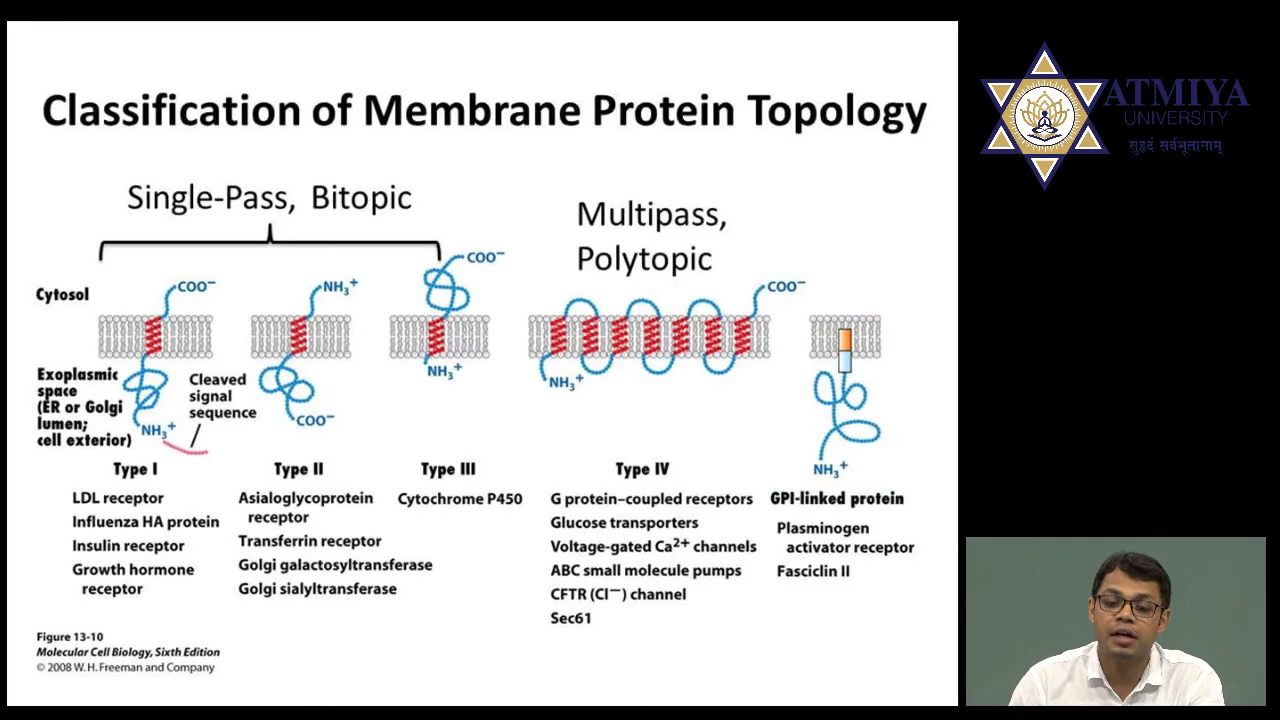 Classification of Membrane Protein Topology
ATMIYA
UNIVERSITY
सुहृदं सर्वभूतानाम्
Single-Pass, Bitopic
Multipass,
Polytopic
Cytosol
COO⁻
NH₃⁺
COO⁻
COO⁻
Exoplasmic
space
(ER or Golgi
lumen;
cell exterior)
NH₃⁺
Cleaved
signal
sequence
COO⁻
NH₃⁺
NH₃⁺
NH₃⁺
Type I
LDL receptor
Influenza HA protein
Insulin receptor
Growth hormone
receptor
Type II
Asialoglycoprotein
receptor
Transferrin receptor
Golgi galactosyltransferase
Golgi sialyltransferase
Type III
Cytochrome P450
Type IV
G protein–coupled receptors
Glucose transporters
Voltage-gated Ca²⁺ channels
ABC small molecule pumps
CFTR (Cl⁻) channel
Sec61
GPI-linked protein
Plasminogen
activator receptor
Fasciclin II
Figure 13-10
Molecular Cell Biology, Sixth Edition
© 2008 W. H. Freeman and Company